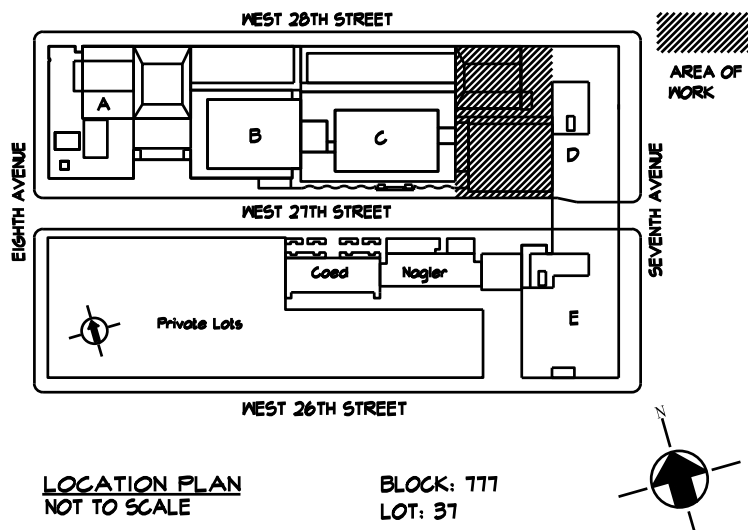 WEST 28TH STREET
AREA OF
WORK
A
B
C
D
EIGHTH AVENUE
SEVENTH AVENUE
WEST 27TH STREET
Coed
Nagler
Private Lots
E
WEST 26TH STREET
N
LOCATION PLAN
NOT TO SCALE
BLOCK: 777
LOT: 37